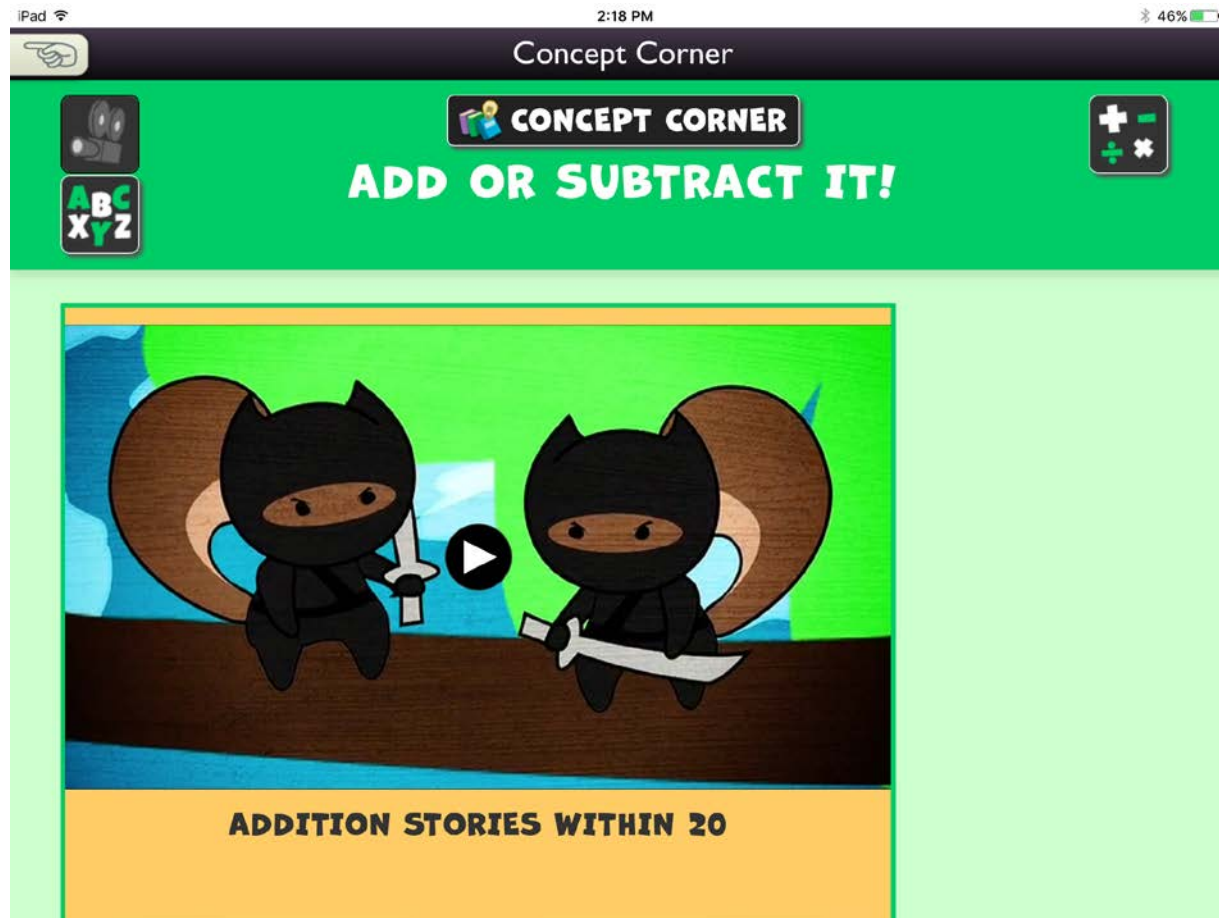 iPad 2:18 PM 46%
Concept Corner
CONCEPT CORNER
ADD OR SUBTRACT IT!
ABC
XYZ
+ -
÷ ×
ADDITION STORIES WITHIN 20